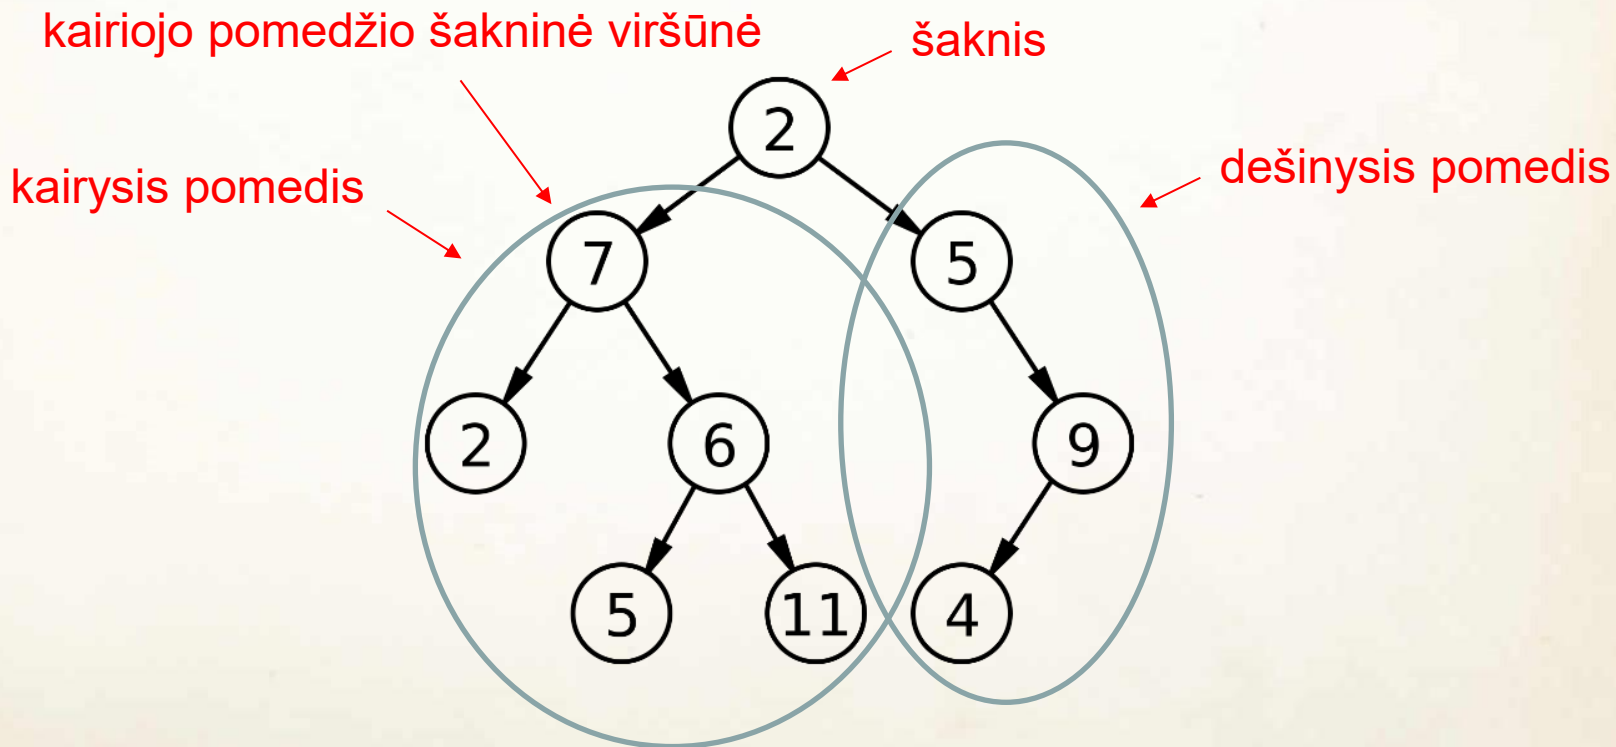 kairiojo pomedžio šakninė viršūnė
šaknis
2
kairysis pomedis
dešinysis pomedis
7
5
2
6
9
5
11
4